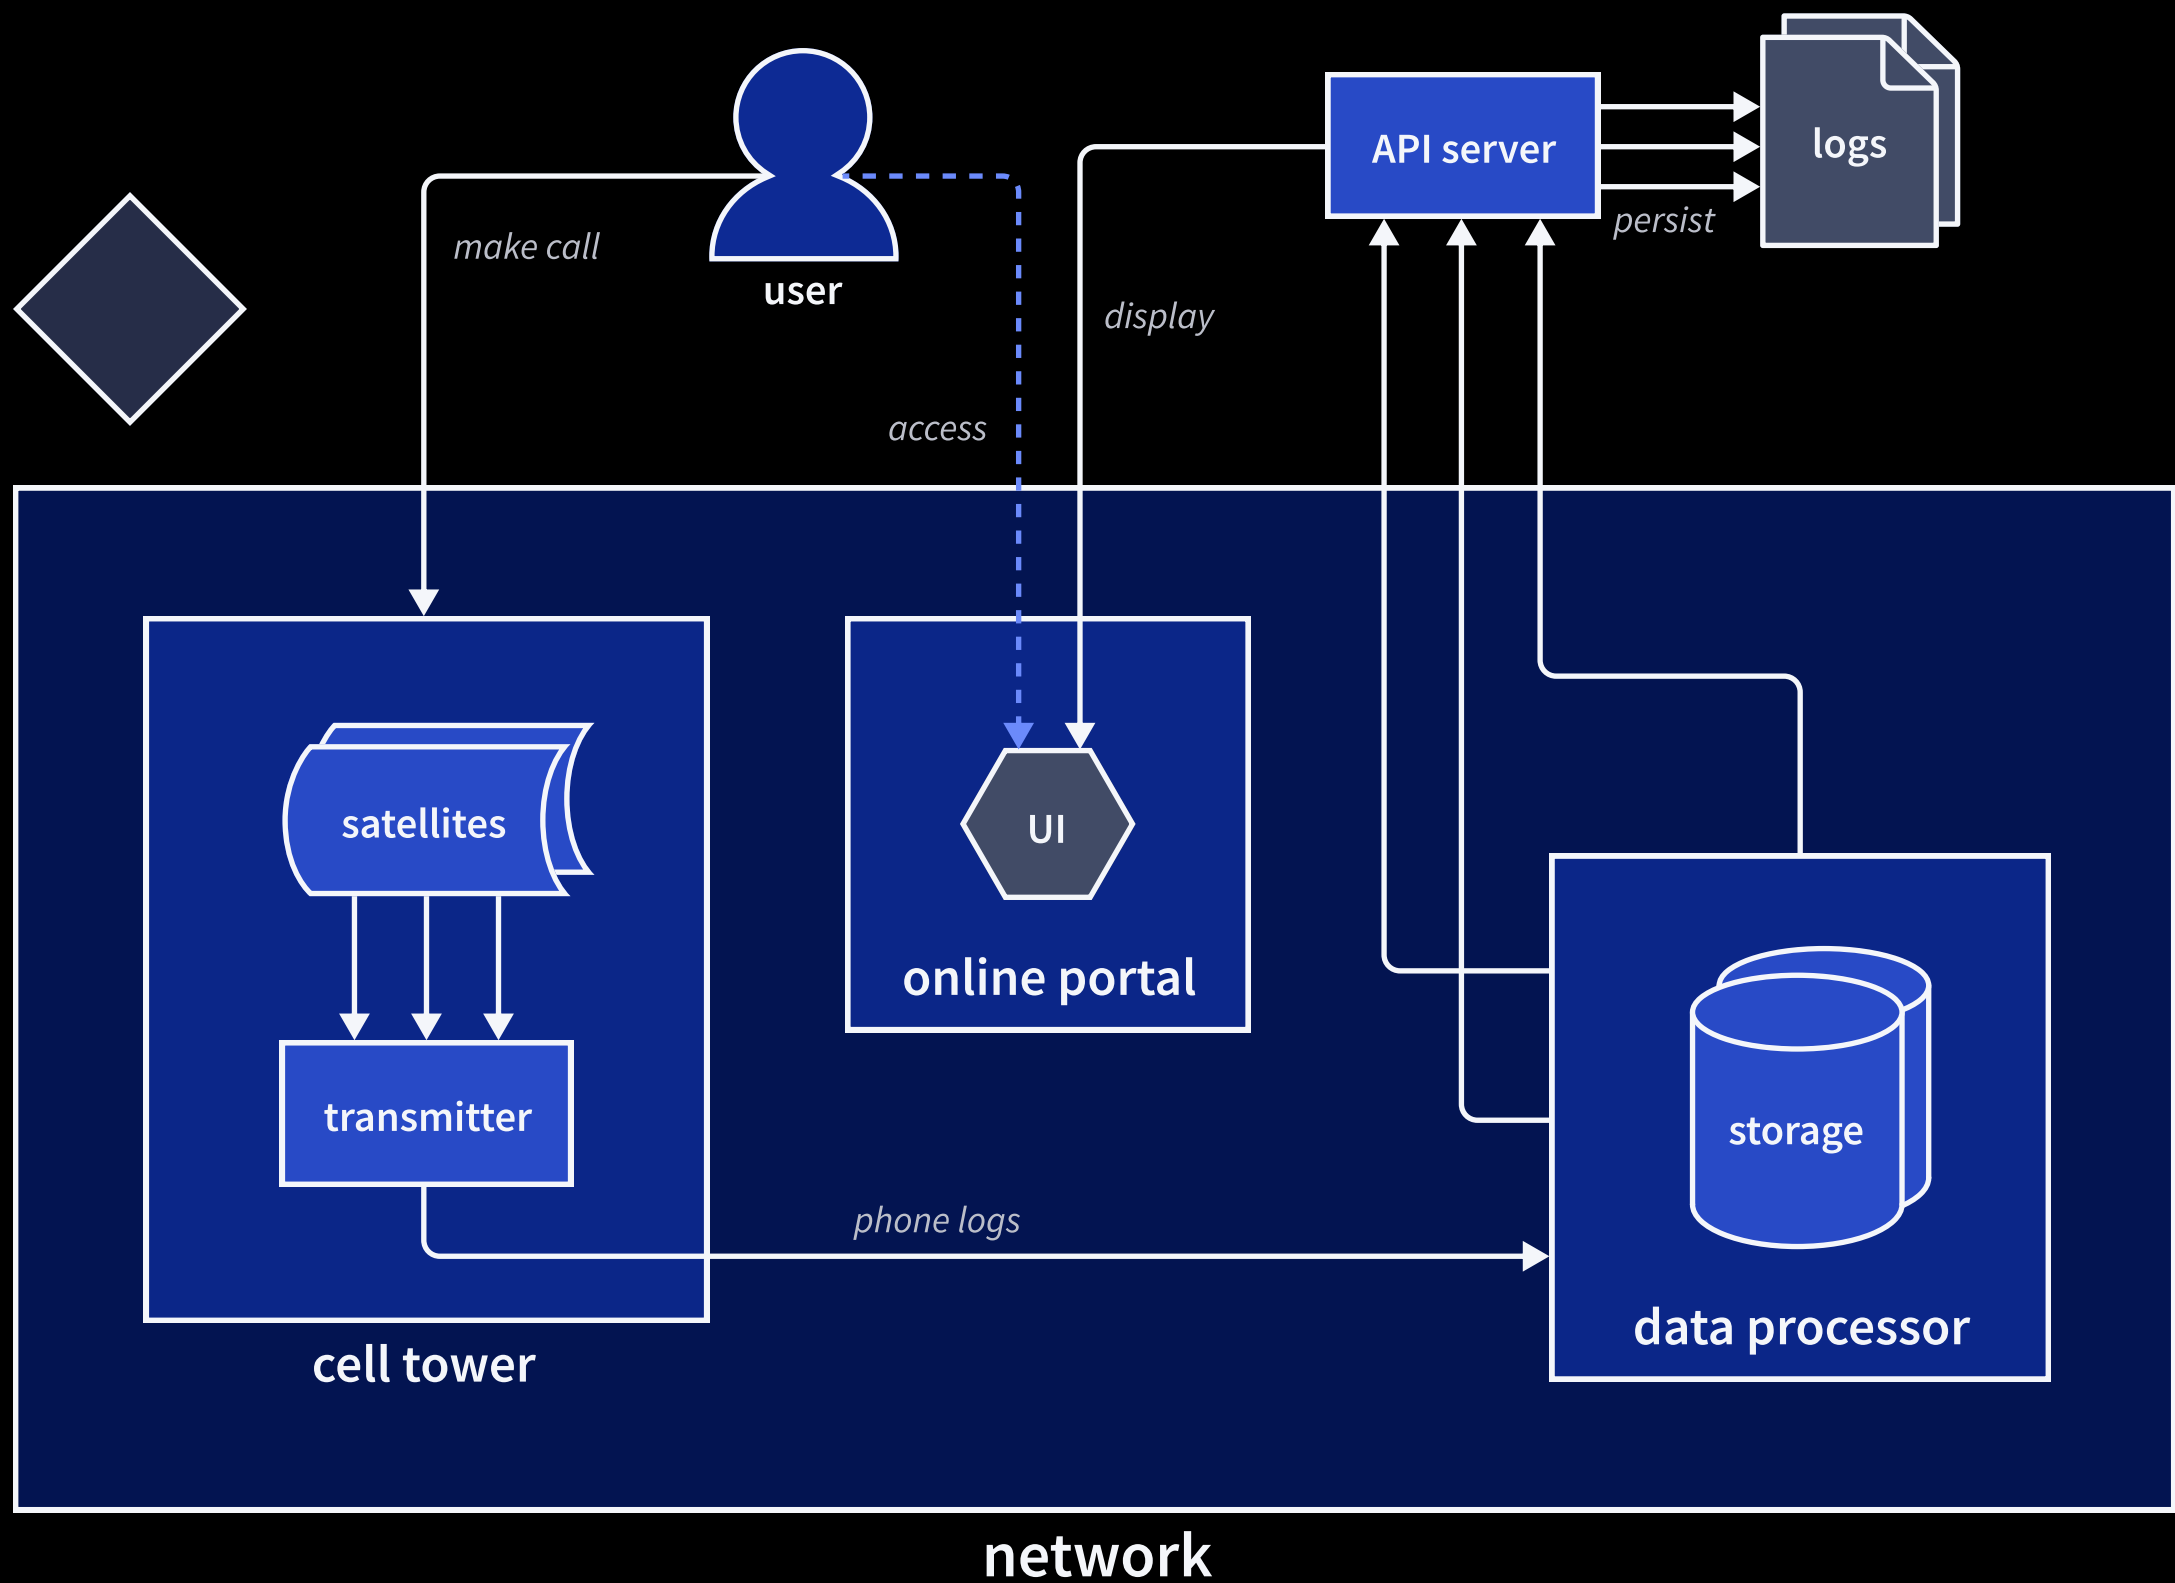 API server
logs
persist
make call
user
display
access
satellites
UI
online portal
transmitter
storage
phone logs
data processor
cell tower
network